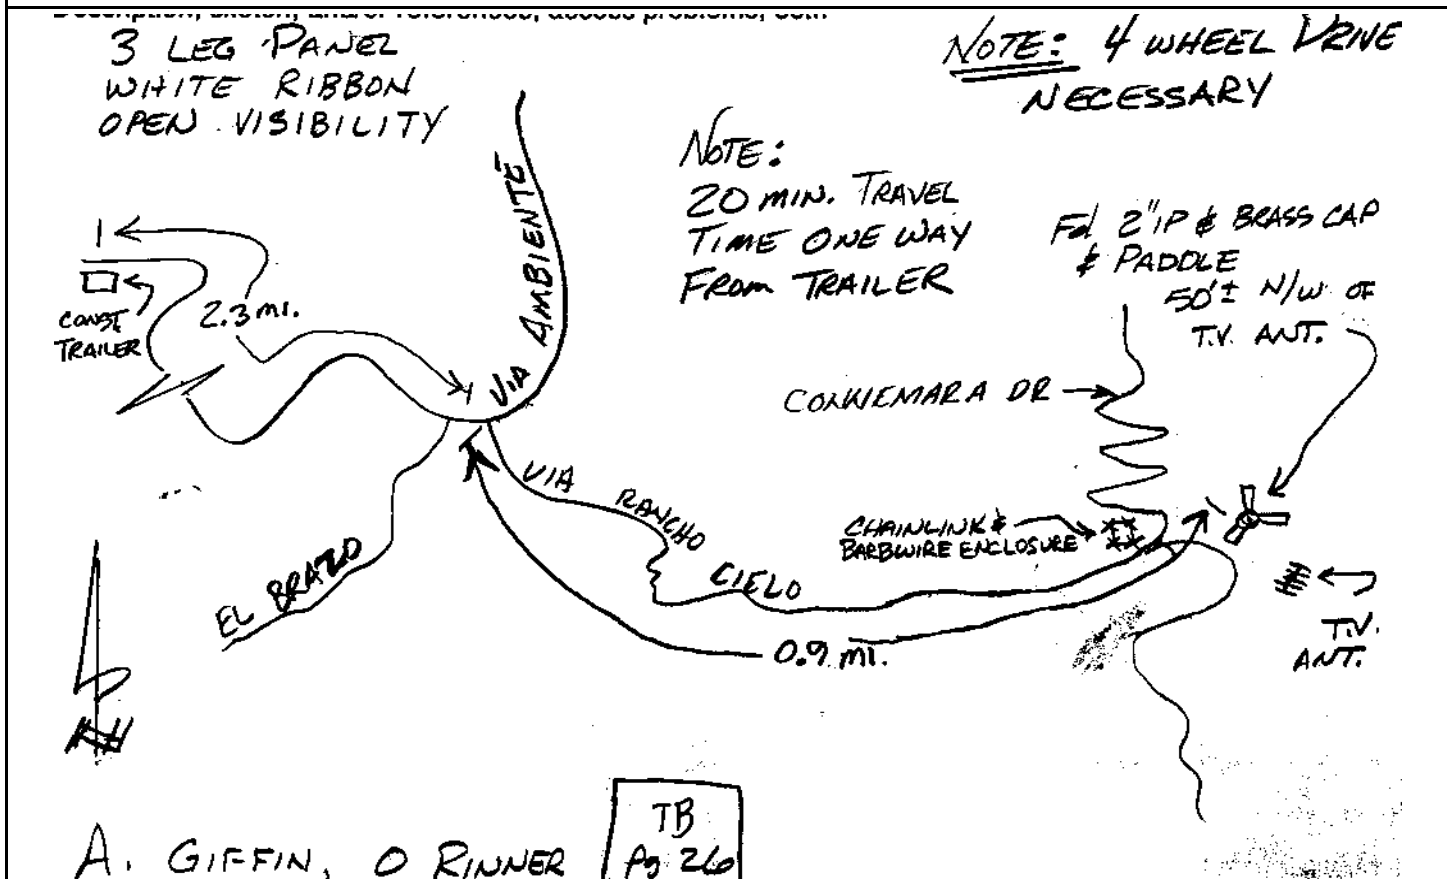 3 LEG PANEL
WHITE RIBBON
OPEN VISIBILITY
NOTE: 4 WHEEL DRIVE
NECESSARY
NOTE:
20 MIN. TRAVEL
TIME ONE WAY
FROM TRAILER
Fd 2" IP & BRASS CAP
& PADDLE
50'± N/W OF
T.V. ANT.
VIA AMBIENTE
CONST.
TRAILER
2.3 mi.
CONNEMARA DR
VIA RANCHO CIELO
CHAINLINK &
BARBWIRE ENCLOSURE
EL BRAZO
0.9 mi.
T.V.
ANT.
TB
Pg 260
A. GIFFIN, O RINNER